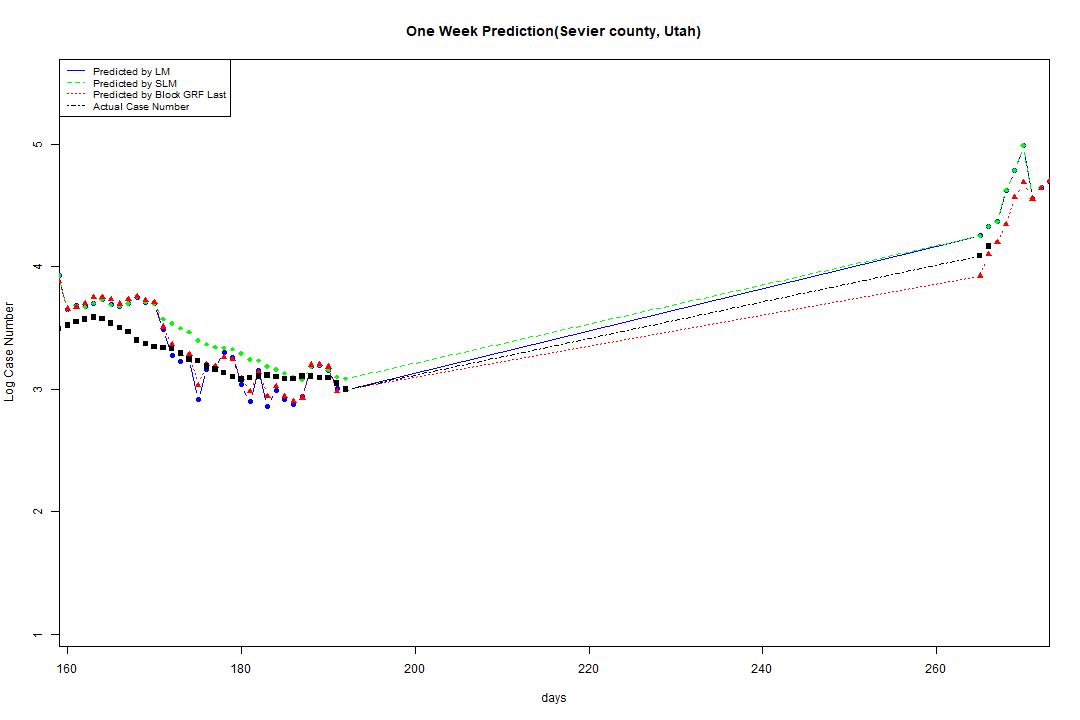 One Week Prediction(Sevier county, Utah)
Predicted by LM
Predicted by SLM
Predicted by Block GRF Last
Actual Case Number
Log Case Number
5
4
3
2
1
160 180 200 220 240 260
days